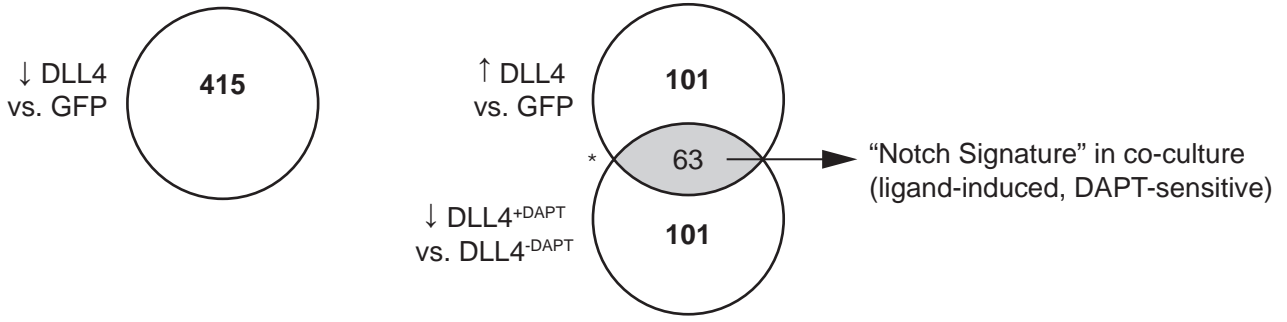 ↓ DLL4
vs. GFP
415
↑ DLL4
vs. GFP
101
*
63
“Notch Signature” in co-culture
(ligand-induced, DAPT-sensitive)
↓ DLL4+DAPT
vs. DLL4-DAPT
101